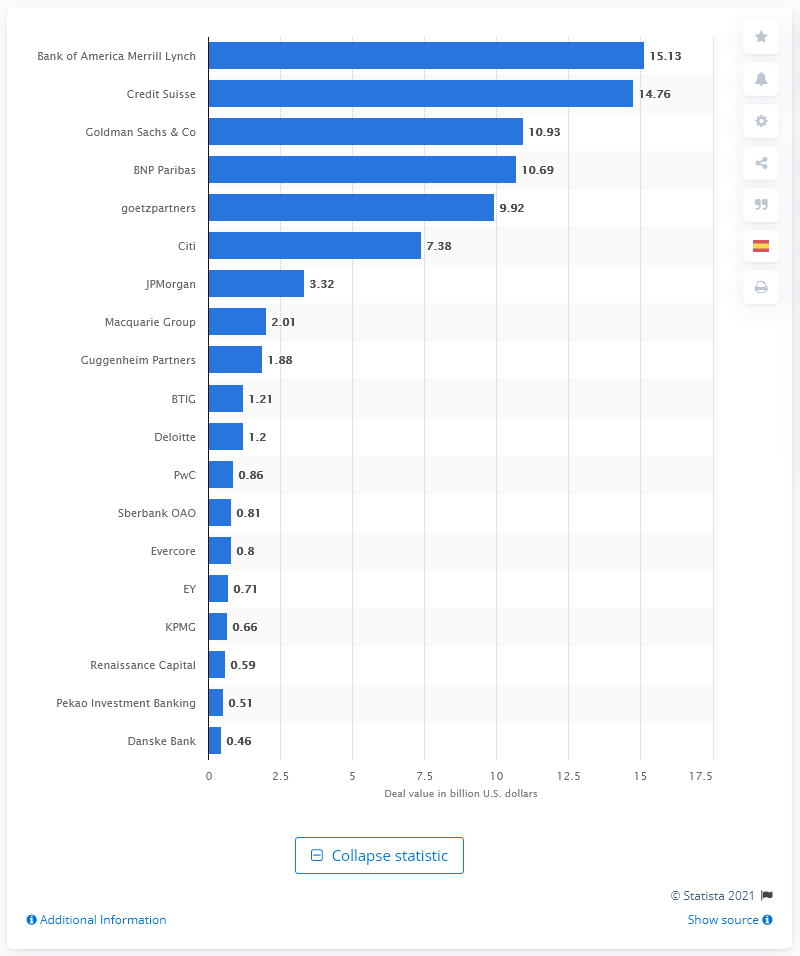 Bank of America Merrill Lynch 15.13
Credit Suisse 14.76
Goldman Sachs & Co 10.93
BNP Paribas 10.69
goetzpartners 9.92
Citi 7.38
JPMorgan 3.32
Macquarie Group 2.01
Guggenheim Partners 1.88
BTIG 1.21
Deloitte 1.2
PwC 0.86
Sberbank OAO 0.81
Evercore 0.8
EY 0.71
KPMG 0.66
Renaissance Capital 0.59
Pekao Investment Banking 0.51
Danske Bank 0.46
0 2.5 5 7.5 10 12.5 15 17.5
Deal value in billion U.S. dollars
Collapse statistic
© Statista 2021
Additional Information Show source